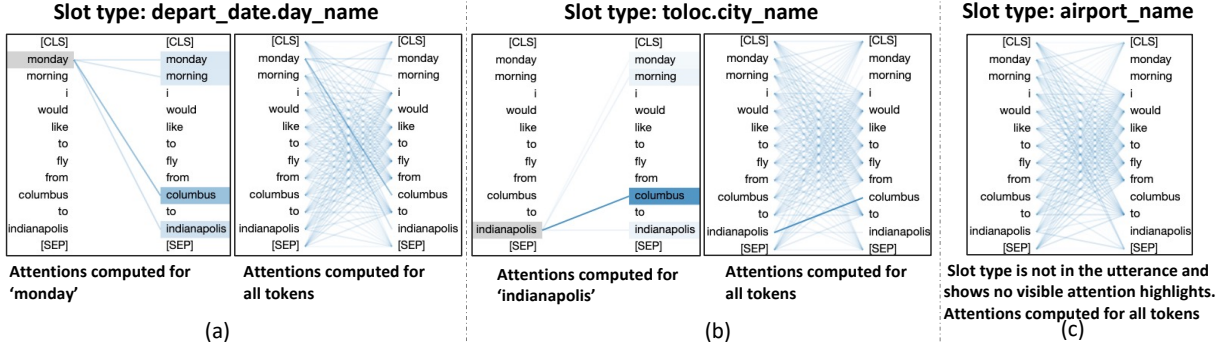 Slot type: depart_date.day_name
[CLS] [CLS]
monday monday
morning morning
i i
would would
like like
to to
fly fly
from from
columbus columbus
to to
indianapolis indianapolis
[SEP] [SEP]
Attentions computed for
‘monday’
[CLS] [CLS]
monday monday
morning morning
i i
would would
like like
to to
fly fly
from from
columbus columbus
to to
indianapolis indianapolis
[SEP] [SEP]
Attentions computed for
all tokens
(a)
Slot type: toloc.city_name
[CLS] [CLS]
monday monday
morning morning
i i
would would
like like
to to
fly fly
from from
columbus columbus
to to
indianapolis indianapolis
[SEP] [SEP]
Attentions computed for
‘indianapolis’
[CLS] [CLS]
monday monday
morning morning
i i
would would
like like
to to
fly fly
from from
columbus columbus
to to
indianapolis indianapolis
[SEP] [SEP]
Attentions computed for
all tokens
(b)
Slot type: airport_name
[CLS] [CLS]
monday monday
morning morning
i i
would would
like like
to to
fly fly
from from
columbus columbus
to to
indianapolis indianapolis
[SEP] [SEP]
Slot type is not in the utterance and
shows no visible attention highlights.
Attentions computed for all tokens
(c)